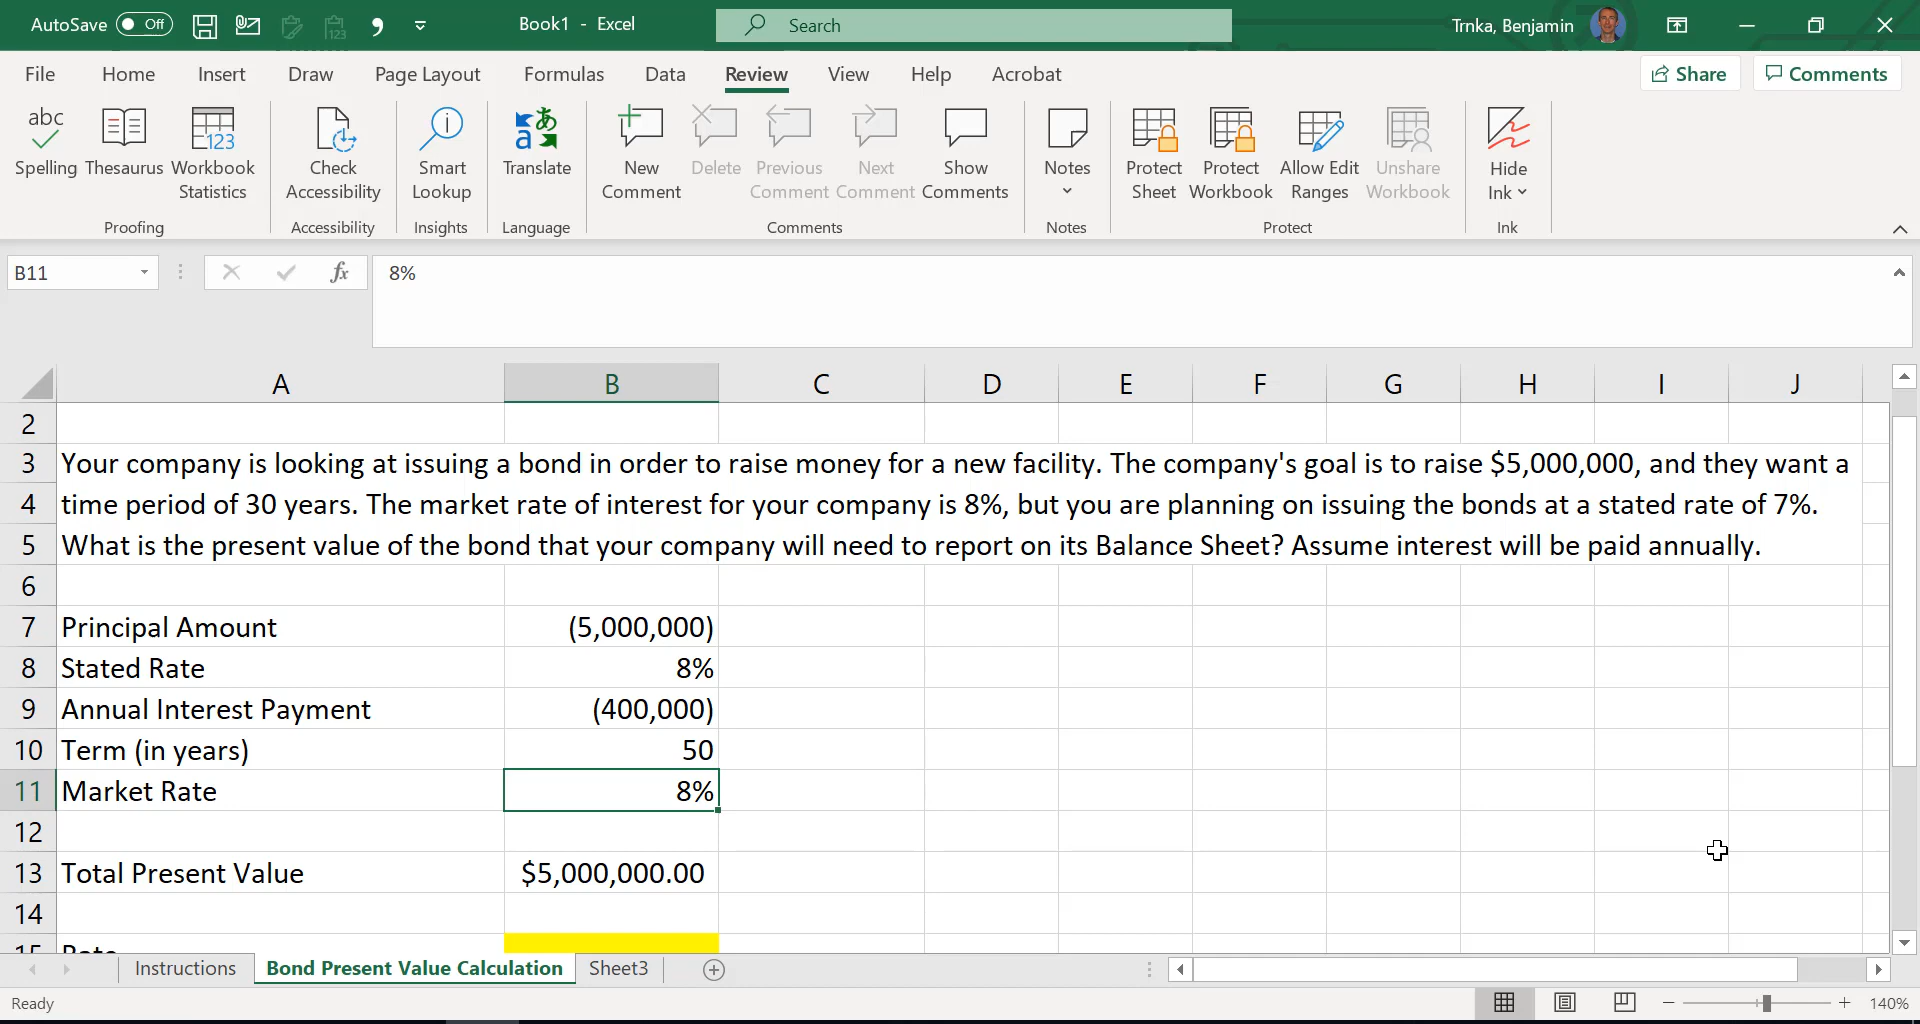 AutoSave Off Book1 - Excel Search Trnka, Benjamin
File Home Insert Draw Page Layout Formulas Data Review View Help Acrobat Share Comments
abc
Spelling Thesaurus Workbook Statistics
123
Proofing
Check Accessibility
Accessibility
Smart Lookup
Insights
Translate
Language
New Comment Delete Previous Comment Next Comment Show Comments
Comments
Notes
Notes
Protect Sheet Protect Workbook Allow Edit Ranges Unshare Workbook
Protect
Hide Ink
Ink
B11 fx 8%
A B C D E F G H I J
2
3 Your company is looking at issuing a bond in order to raise money for a new facility. The company's goal is to raise $5,000,000, and they want a
4 time period of 30 years. The market rate of interest for your company is 8%, but you are planning on issuing the bonds at a stated rate of 7%.
5 What is the present value of the bond that your company will need to report on its Balance Sheet? Assume interest will be paid annually.
6
7 Principal Amount (5,000,000)
8 Stated Rate 8%
9 Annual Interest Payment (400,000)
10 Term (in years) 50
11 Market Rate 8%
12
13 Total Present Value $5,000,000.00
14
15 Rate
Instructions Bond Present Value Calculation Sheet3
Ready 140%